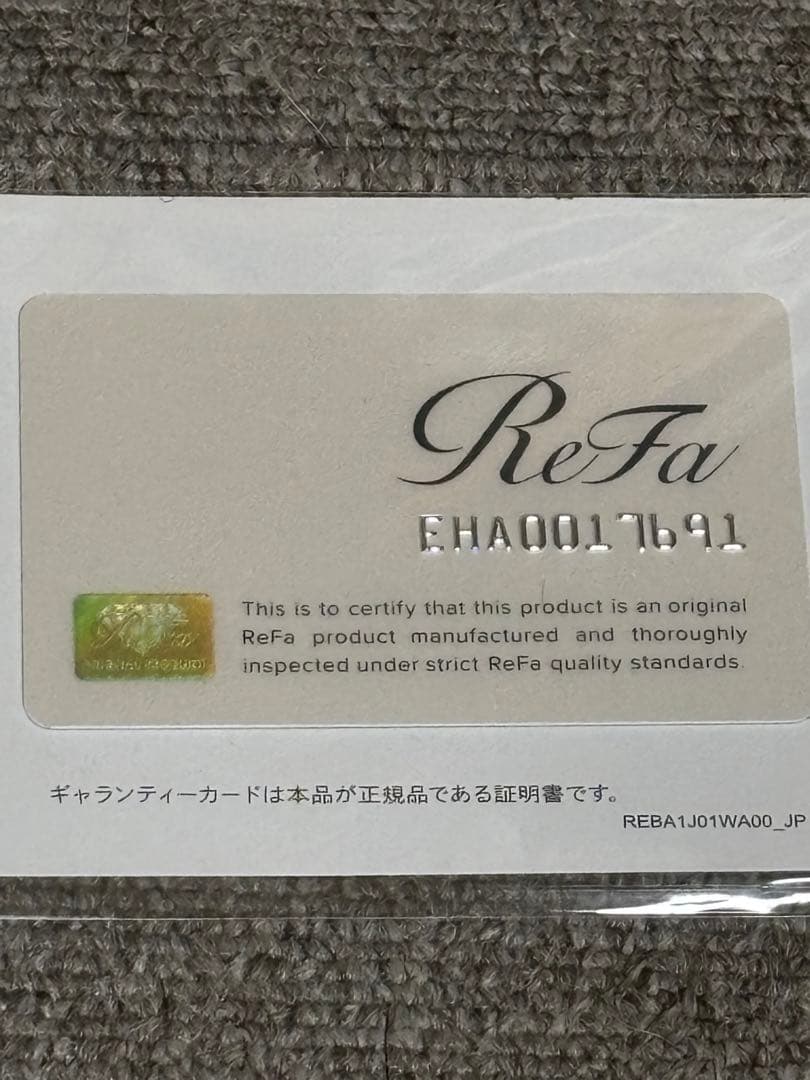 ReFa
EHA0017691
This is to certify that this product is an original
ReFa product manufactured and thoroughly
inspected under strict ReFa quality standards.
ギャランティーカードは本品が正規品である証明書です。
REBA1J01WA00_JP